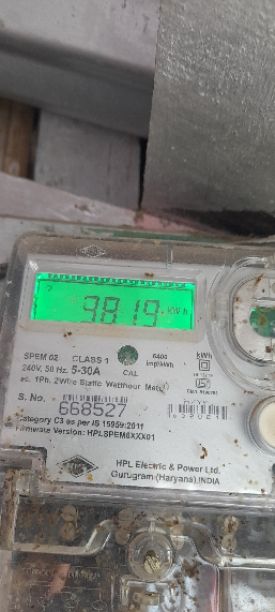 9819 kWh
SPEM 02 CLASS 1 6400 imp/kWh kWh
240V, 50 Hz. 5-30A CAL
ac. 1Ph. 2Wire Static Watthour Meter
S. No. 668527
Category C3 as per IS 15959:2011
Firmware Version: HPLSPEM6XXX01
HPL Electric & Power Ltd.
Gurugram (Haryana),INDIA